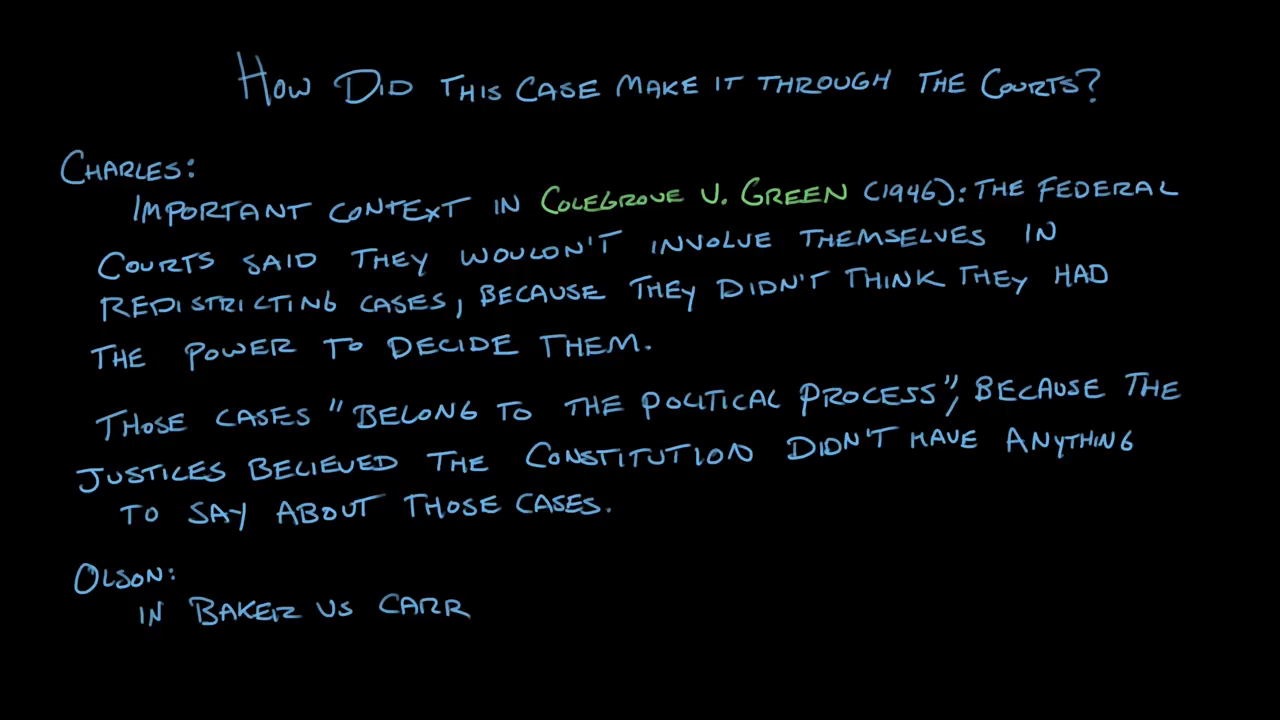 How Did This Case Make It Through The Courts?
Charles:
Important context in Colegrove v. Green (1946): The Federal
Courts said they wouldn't involve themselves in
redistricting cases, because they didn't think they had
the power to decide them.
Those cases "belong to the political process", because the
justices believed the Constitution didn't have anything
to say about those cases.
Olson:
In Baker vs Carr